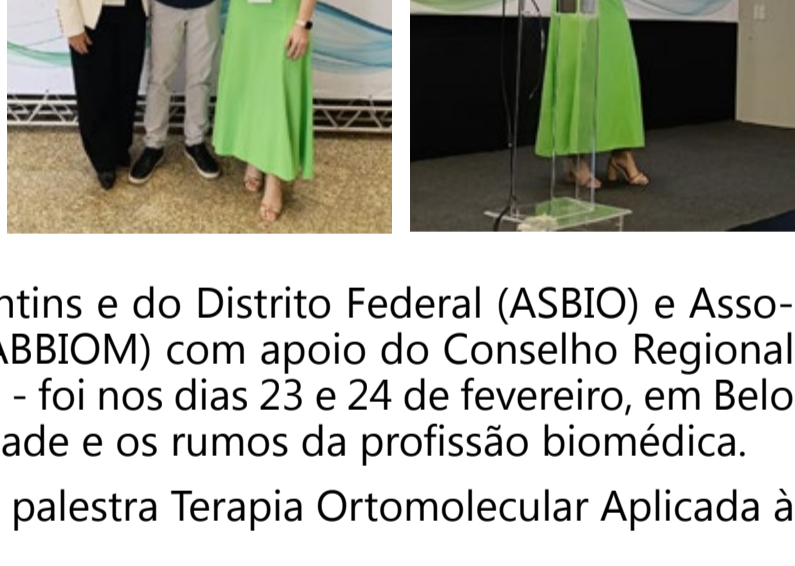 ntins e do Distrito Federal (ASBIO) e Asso-
ABBIOM) com apoio do Conselho Regional
- foi nos dias 23 e 24 de fevereiro, em Belo
ade e os rumos da profissão biomédica.
palestra Terapia Ortomolecular Aplicada à